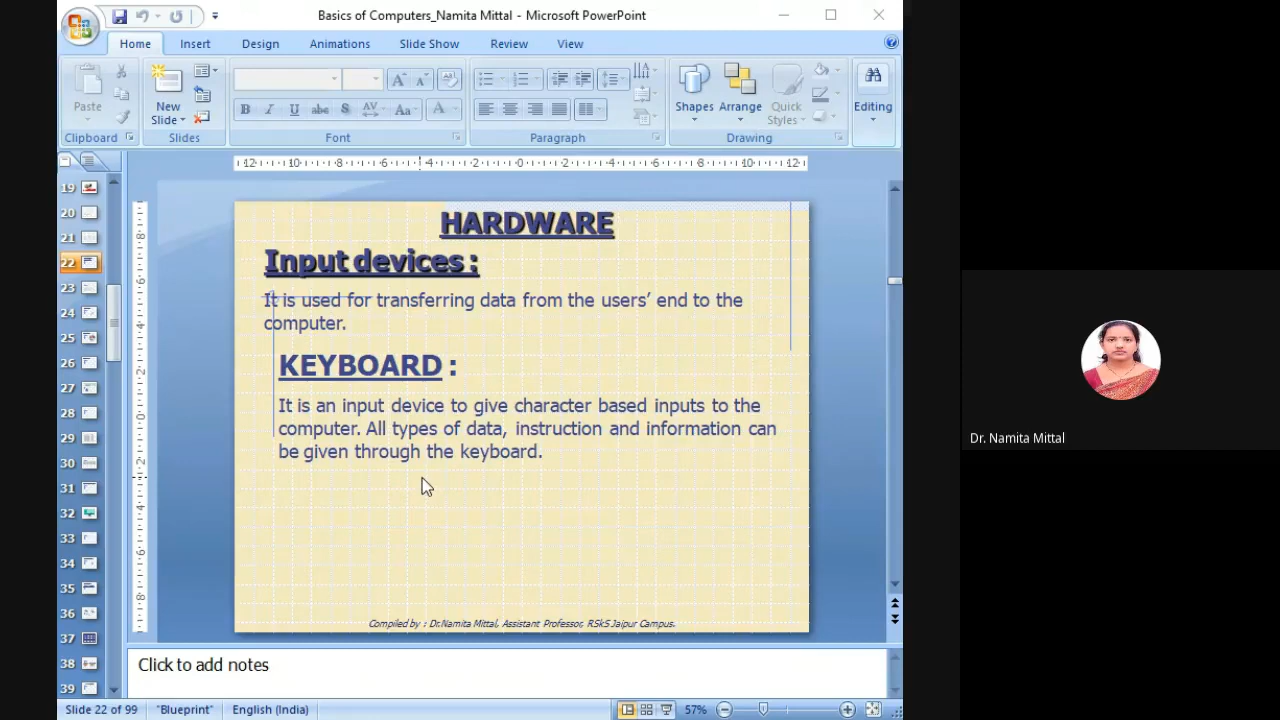 Basics of Computers_Namita Mittal - Microsoft PowerPoint
Home Insert Design Animations Slide Show Review View
Paste
New Slide
Shapes Arrange Quick Styles
Editing
Clipboard Slides Font Paragraph Drawing
HARDWARE
Input devices :
It is used for transferring data from the users’ end to the
computer.
KEYBOARD :
It is an input device to give character based inputs to the
computer. All types of data, instruction and information can
be given through the keyboard.
Compiled by : Dr.Namita Mittal, Assistant Professor, RSkS Jaipur Campus.
19
20
21
22
23
24
25
26
27
28
29
30
31
32
33
34
35
36
37
38
39
Click to add notes
Slide 22 of 99 "Blueprint" English (India) 57%
Dr. Namita Mittal